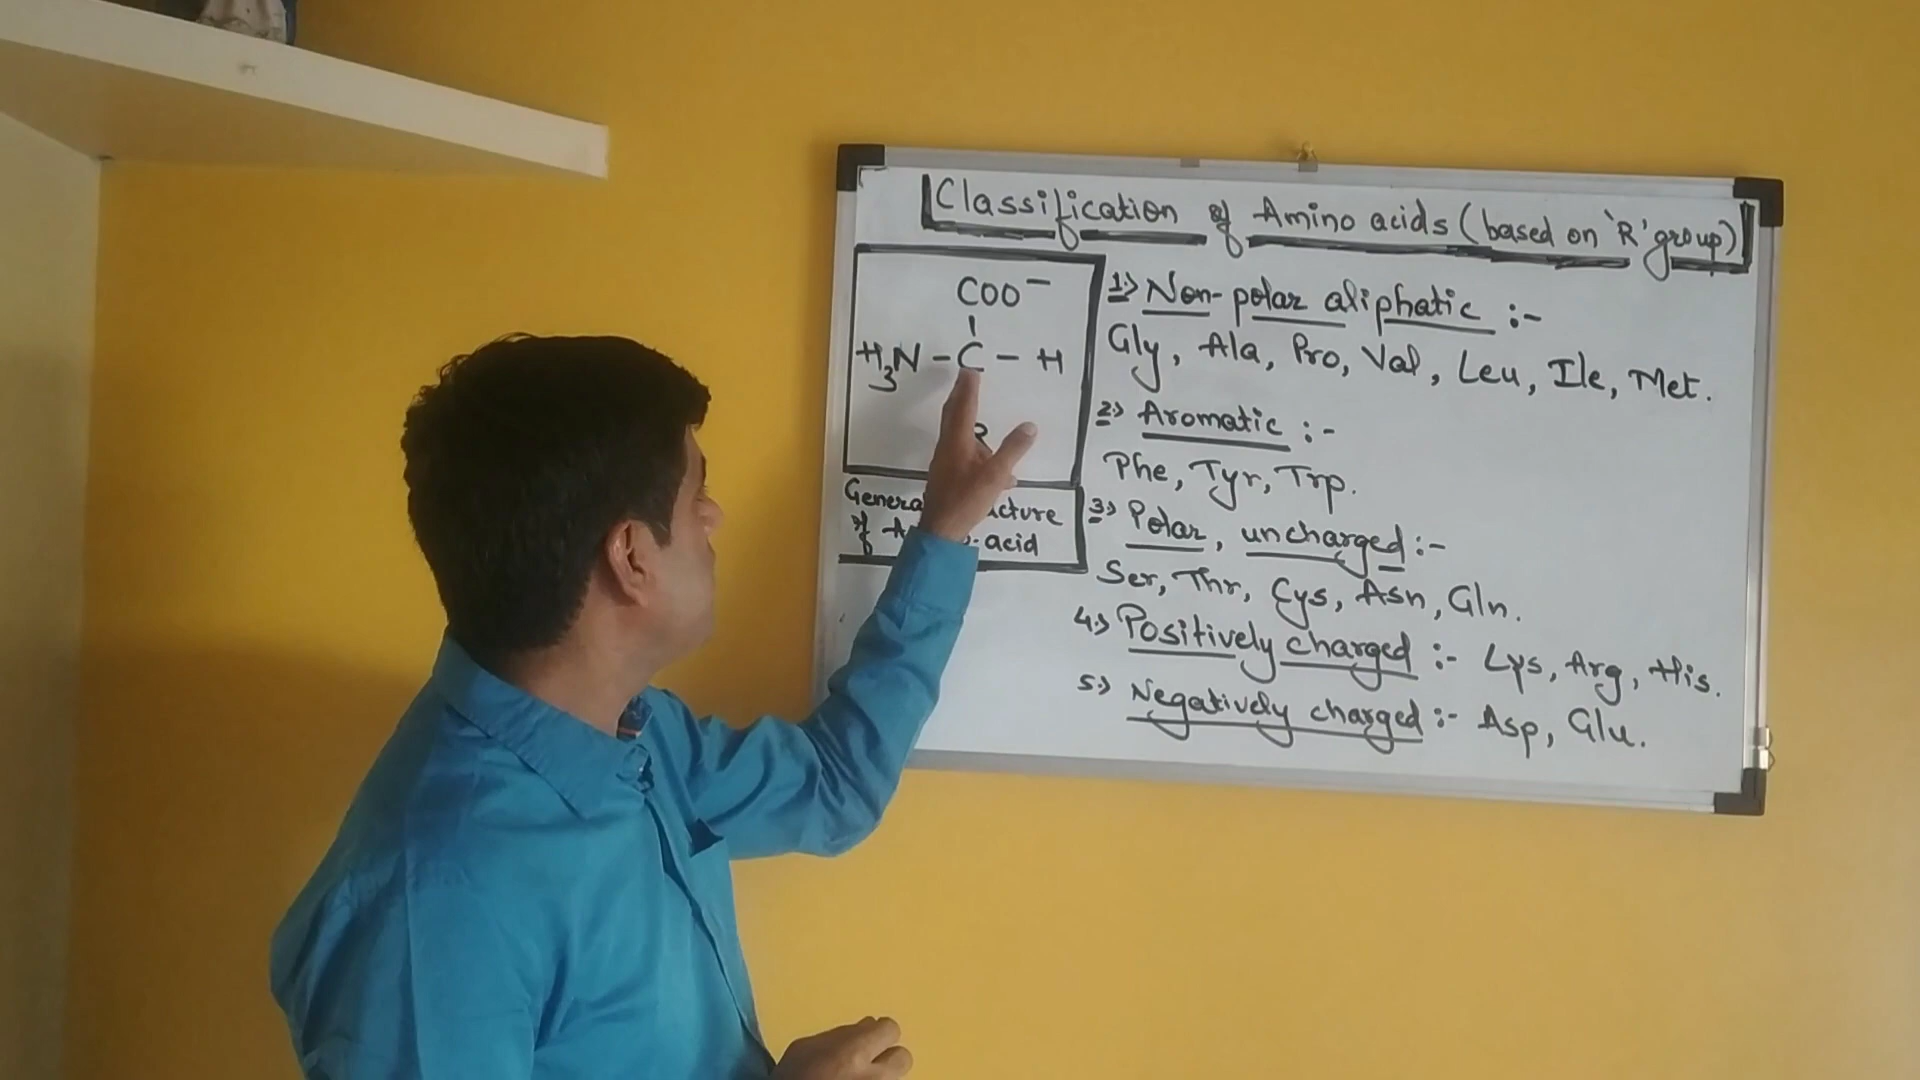 Classification of Amino acids (based on 'R' group)
COO⁻
H₃N - C - H
R
General
of
acid
1.> Non-polar aliphatic :-
Gly, Ala, Pro, Val, Leu, Ile, Met.
2.> Aromatic :-
Phe, Tyr, Trp.
3.> Polar, uncharged :-
Ser, Thr, Cys, Asn, Gln.
4.> Positively charged :- Lys, Arg, His.
5.> Negatively charged :- Asp, Glu.